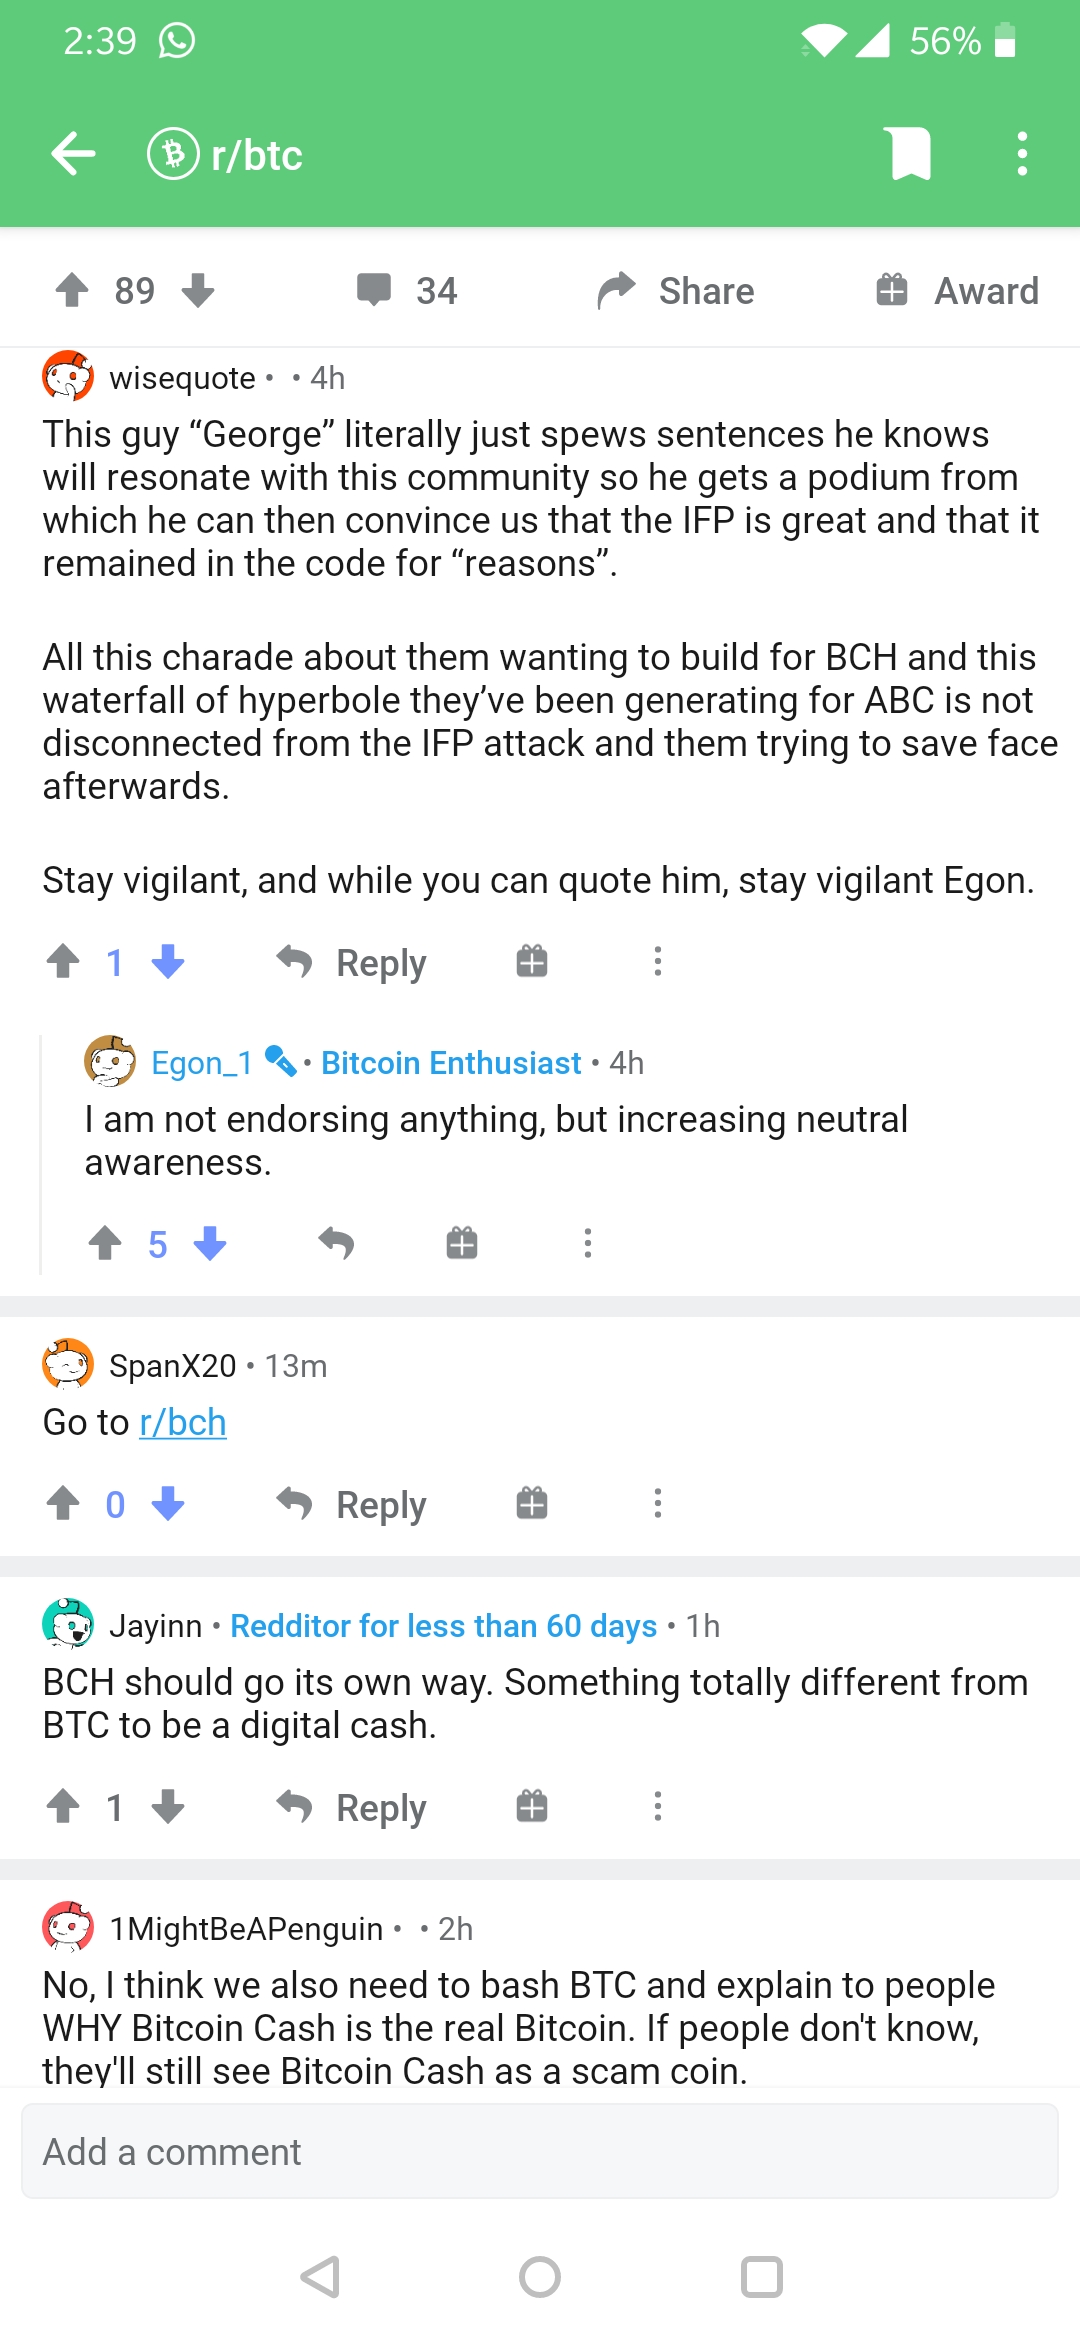 2:39 56%
r/btc
89 34 Share Award
wisequote • • 4h
This guy “George” literally just spews sentences he knows
will resonate with this community so he gets a podium from
which he can then convince us that the IFP is great and that it
remained in the code for “reasons”.
All this charade about them wanting to build for BCH and this
waterfall of hyperbole they’ve been generating for ABC is not
disconnected from the IFP attack and them trying to save face
afterwards.
Stay vigilant, and while you can quote him, stay vigilant Egon.
1 Reply
Egon_1 • Bitcoin Enthusiast • 4h
I am not endorsing anything, but increasing neutral
awareness.
5
SpanX20 • 13m
Go to r/bch
0 Reply
Jayinn • Redditor for less than 60 days • 1h
BCH should go its own way. Something totally different from
BTC to be a digital cash.
1 Reply
1MightBeAPenguin • • 2h
No, I think we also need to bash BTC and explain to people
WHY Bitcoin Cash is the real Bitcoin. If people don't know,
they'll still see Bitcoin Cash as a scam coin.
Add a comment